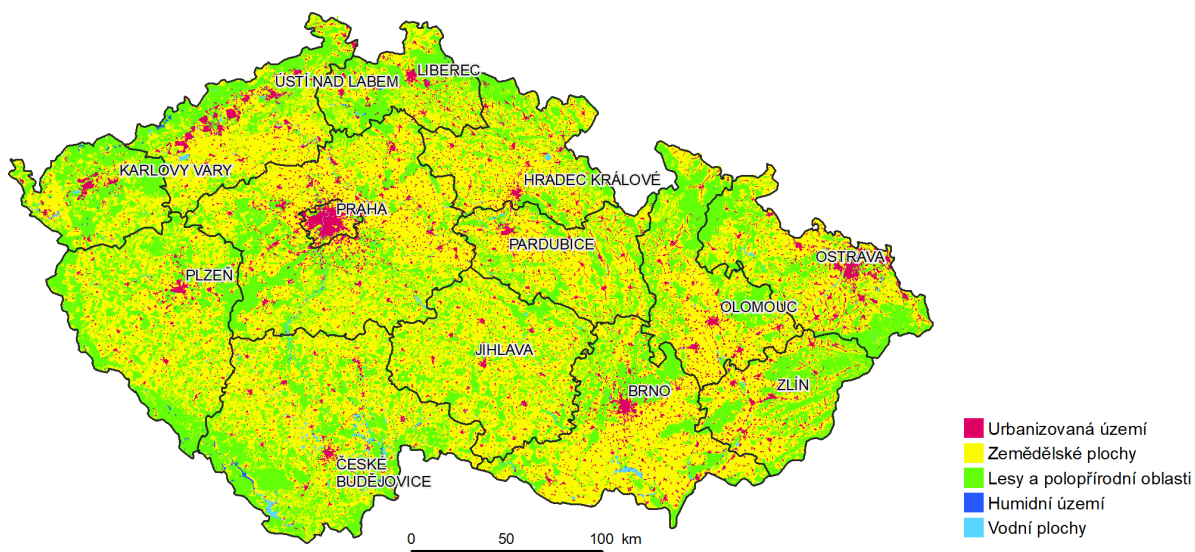 LIBEREC
ÚSTÍ NAD LABEM
KARLOVY VARY
HRADEC KRÁLOVÉ
PRAHA
PARDUBICE
OSTRAVA
PLZEŇ
OLOMOUC
JIHLAVA
ZLÍN
BRNO
ČESKÉ
BUDĚJOVICE
Urbanizovaná území
Zemědělské plochy
Lesy a polopřírodní oblasti
Humidní území
Vodní plochy
0 50 100 km